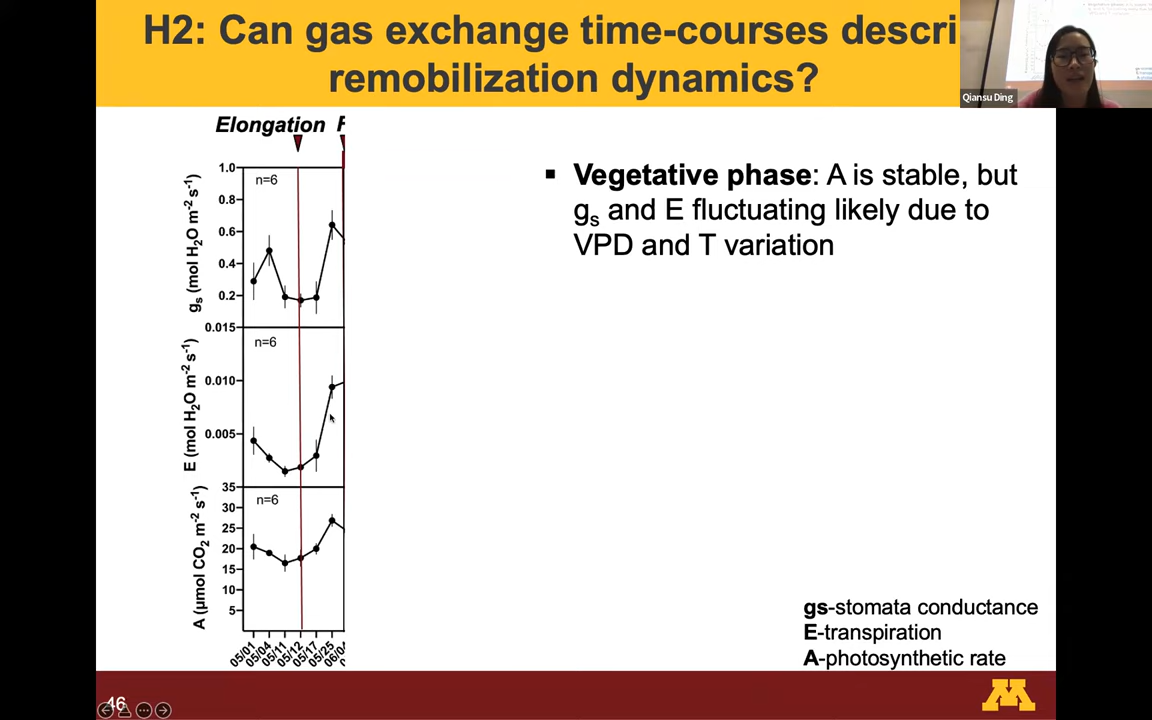 H2: Can gas exchange time-courses descri
remobilization dynamics?
Qiansu Ding
Elongation F
▪ Vegetative phase: A is stable, but
gs and E fluctuating likely due to
VPD and T variation
gs (mol H2O m-2 s-1)
1.0
n=6
0.8
0.6
0.4
0.2
E (mol H2O m-2 s-1)
0.015
n=6
0.010
0.005
A (μmol CO2 m-2 s-1)
35
n=6
30
25
20
15
10
5
05/01
05/04
05/11
05/12
05/17
05/25
06/04
gs-stomata conductance
E-transpiration
A-photosynthetic rate
46
M